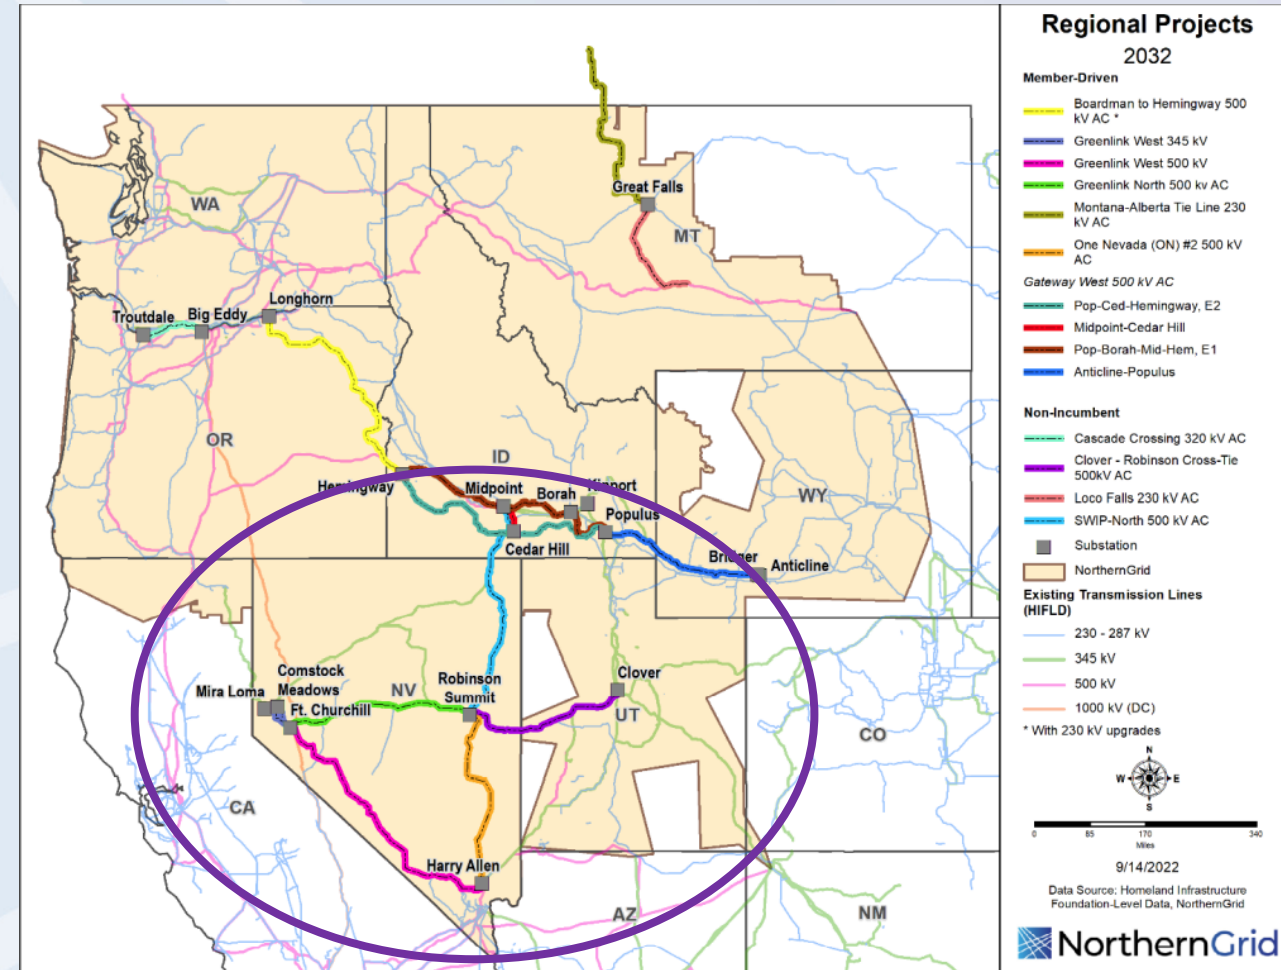 Regional Projects
2032
Member-Driven
Boardman to Hemingway 500
kV AC *
Greenlink West 345 kV
Greenlink West 500 kV
Greenlink North 500 kv AC
Montana-Alberta Tie Line 230
kV AC
One Nevada (ON) #2 500 kV
AC
Gateway West 500 kV AC
Pop-Ced-Hemingway, E2
Midpoint-Cedar Hill
Pop-Borah-Mid-Hem, E1
Anticline-Populus
Non-Incumbent
Cascade Crossing 320 kV AC
Clover - Robinson Cross-Tie
500kV AC
Loco Falls 230 kV AC
SWIP-North 500 kV AC
Substation
NorthernGrid
Existing Transmission Lines
(HIFLD)
230 - 287 kV
345 kV
500 kV
1000 kV (DC)
* With 230 kV upgrades
N
W E
S
0 85 170 340
Miles
9/14/2022
Data Source: Homeland Infrastructure
Foundation-Level Data, NorthernGrid
NorthernGrid
Great Falls
WA
MT
Longhorn
Troutdale
Big Eddy
OR
ID
WY
Hemingway
Midpoint
Borah
Kinport
Populus
Cedar Hill
Bridger
Anticline
Comstock
Meadows
Mira Loma
Ft. Churchill
NV
Robinson
Summit
Clover
UT
CO
CA
Harry Allen
AZ
NM